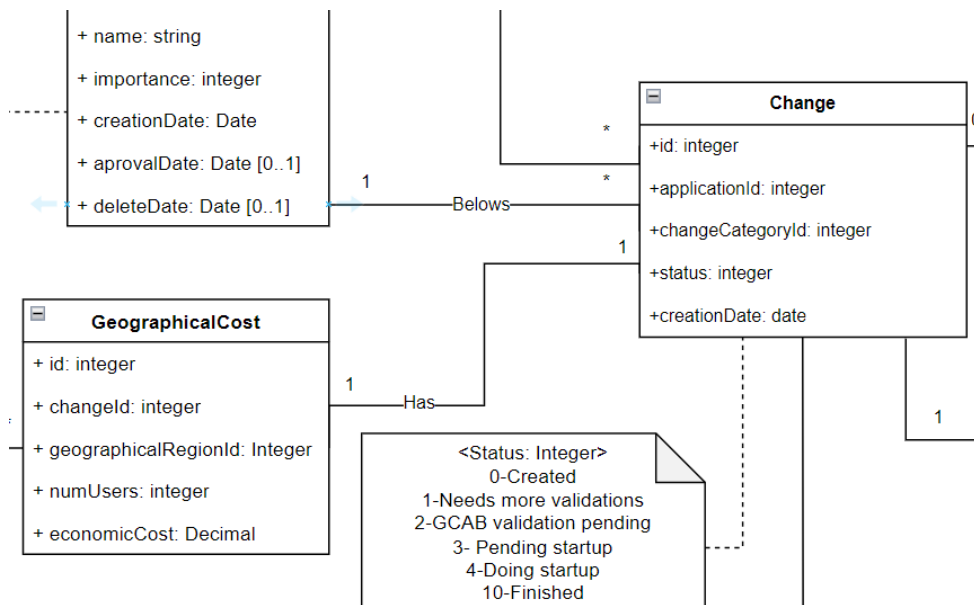 + name: string
+ importance: integer
+ creationDate: Date
+ aprovalDate: Date [0..1]
+ deleteDate: Date [0..1]
1
Belows
*
*
1
Change
+id: integer
+applicationId: integer
+changeCategoryId: integer
+status: integer
+creationDate: date
GeographicalCost
+ id: integer
+ changeId: integer
+ geographicalRegionId: Integer
+ numUsers: integer
+ economicCost: Decimal
1
Has
1
<Status: Integer>
0-Created
1-Needs more validations
2-GCAB validation pending
3- Pending startup
4-Doing startup
10-Finished